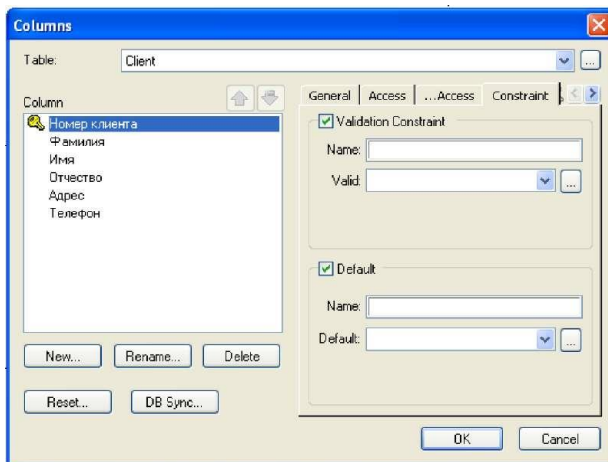 Columns
Table: Client ...
Column
Номер клиента
Фамилия
Имя
Отчество
Адрес
Телефон
New... Rename... Delete
Reset... DB Sync...
General Access ...Access Constraint
Validation Constraint
Name:
Valid: ...
Default
Name:
Default: ...
OK Cancel